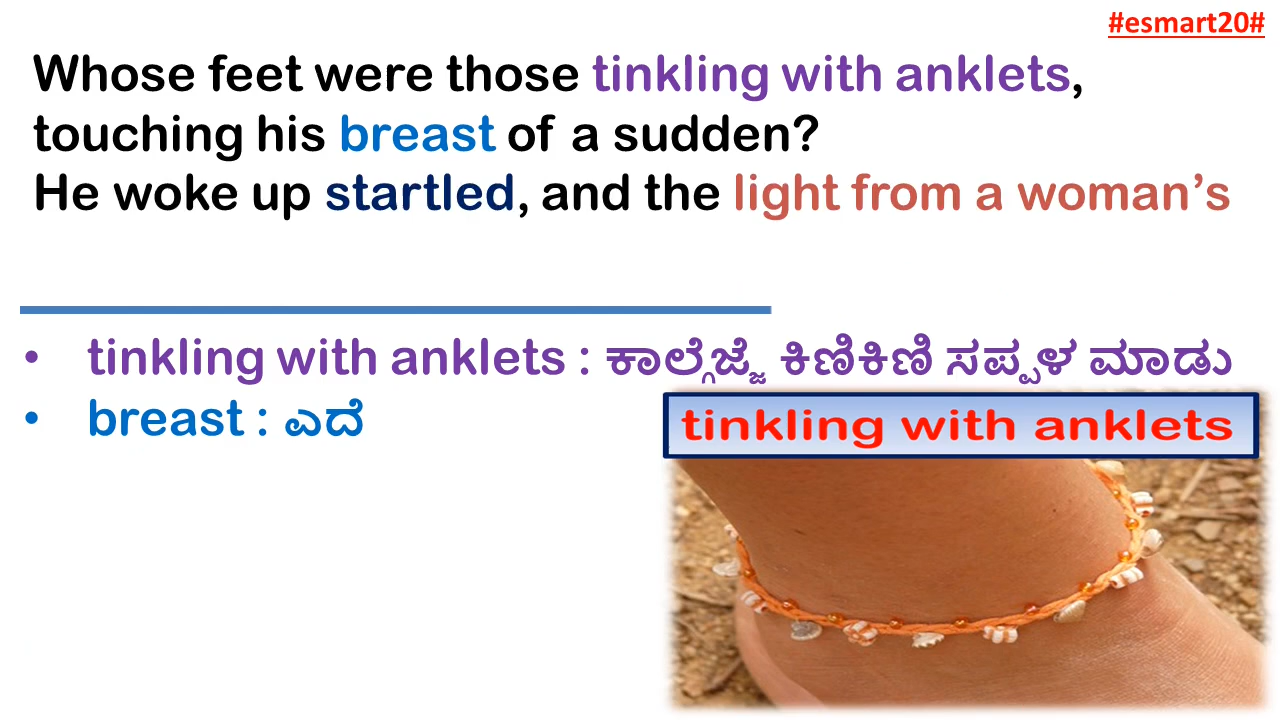 #esmart20#
Whose feet were those tinkling with anklets,
touching his breast of a sudden?
He woke up startled, and the light from a woman’s
• tinkling with anklets : ಕಾಲ್ಗೆಜ್ಜೆ ಕಿಣಿಕಿಣಿ ಸಪ್ಪಳ ಮಾಡು
• breast : ಎದೆ
tinkling with anklets